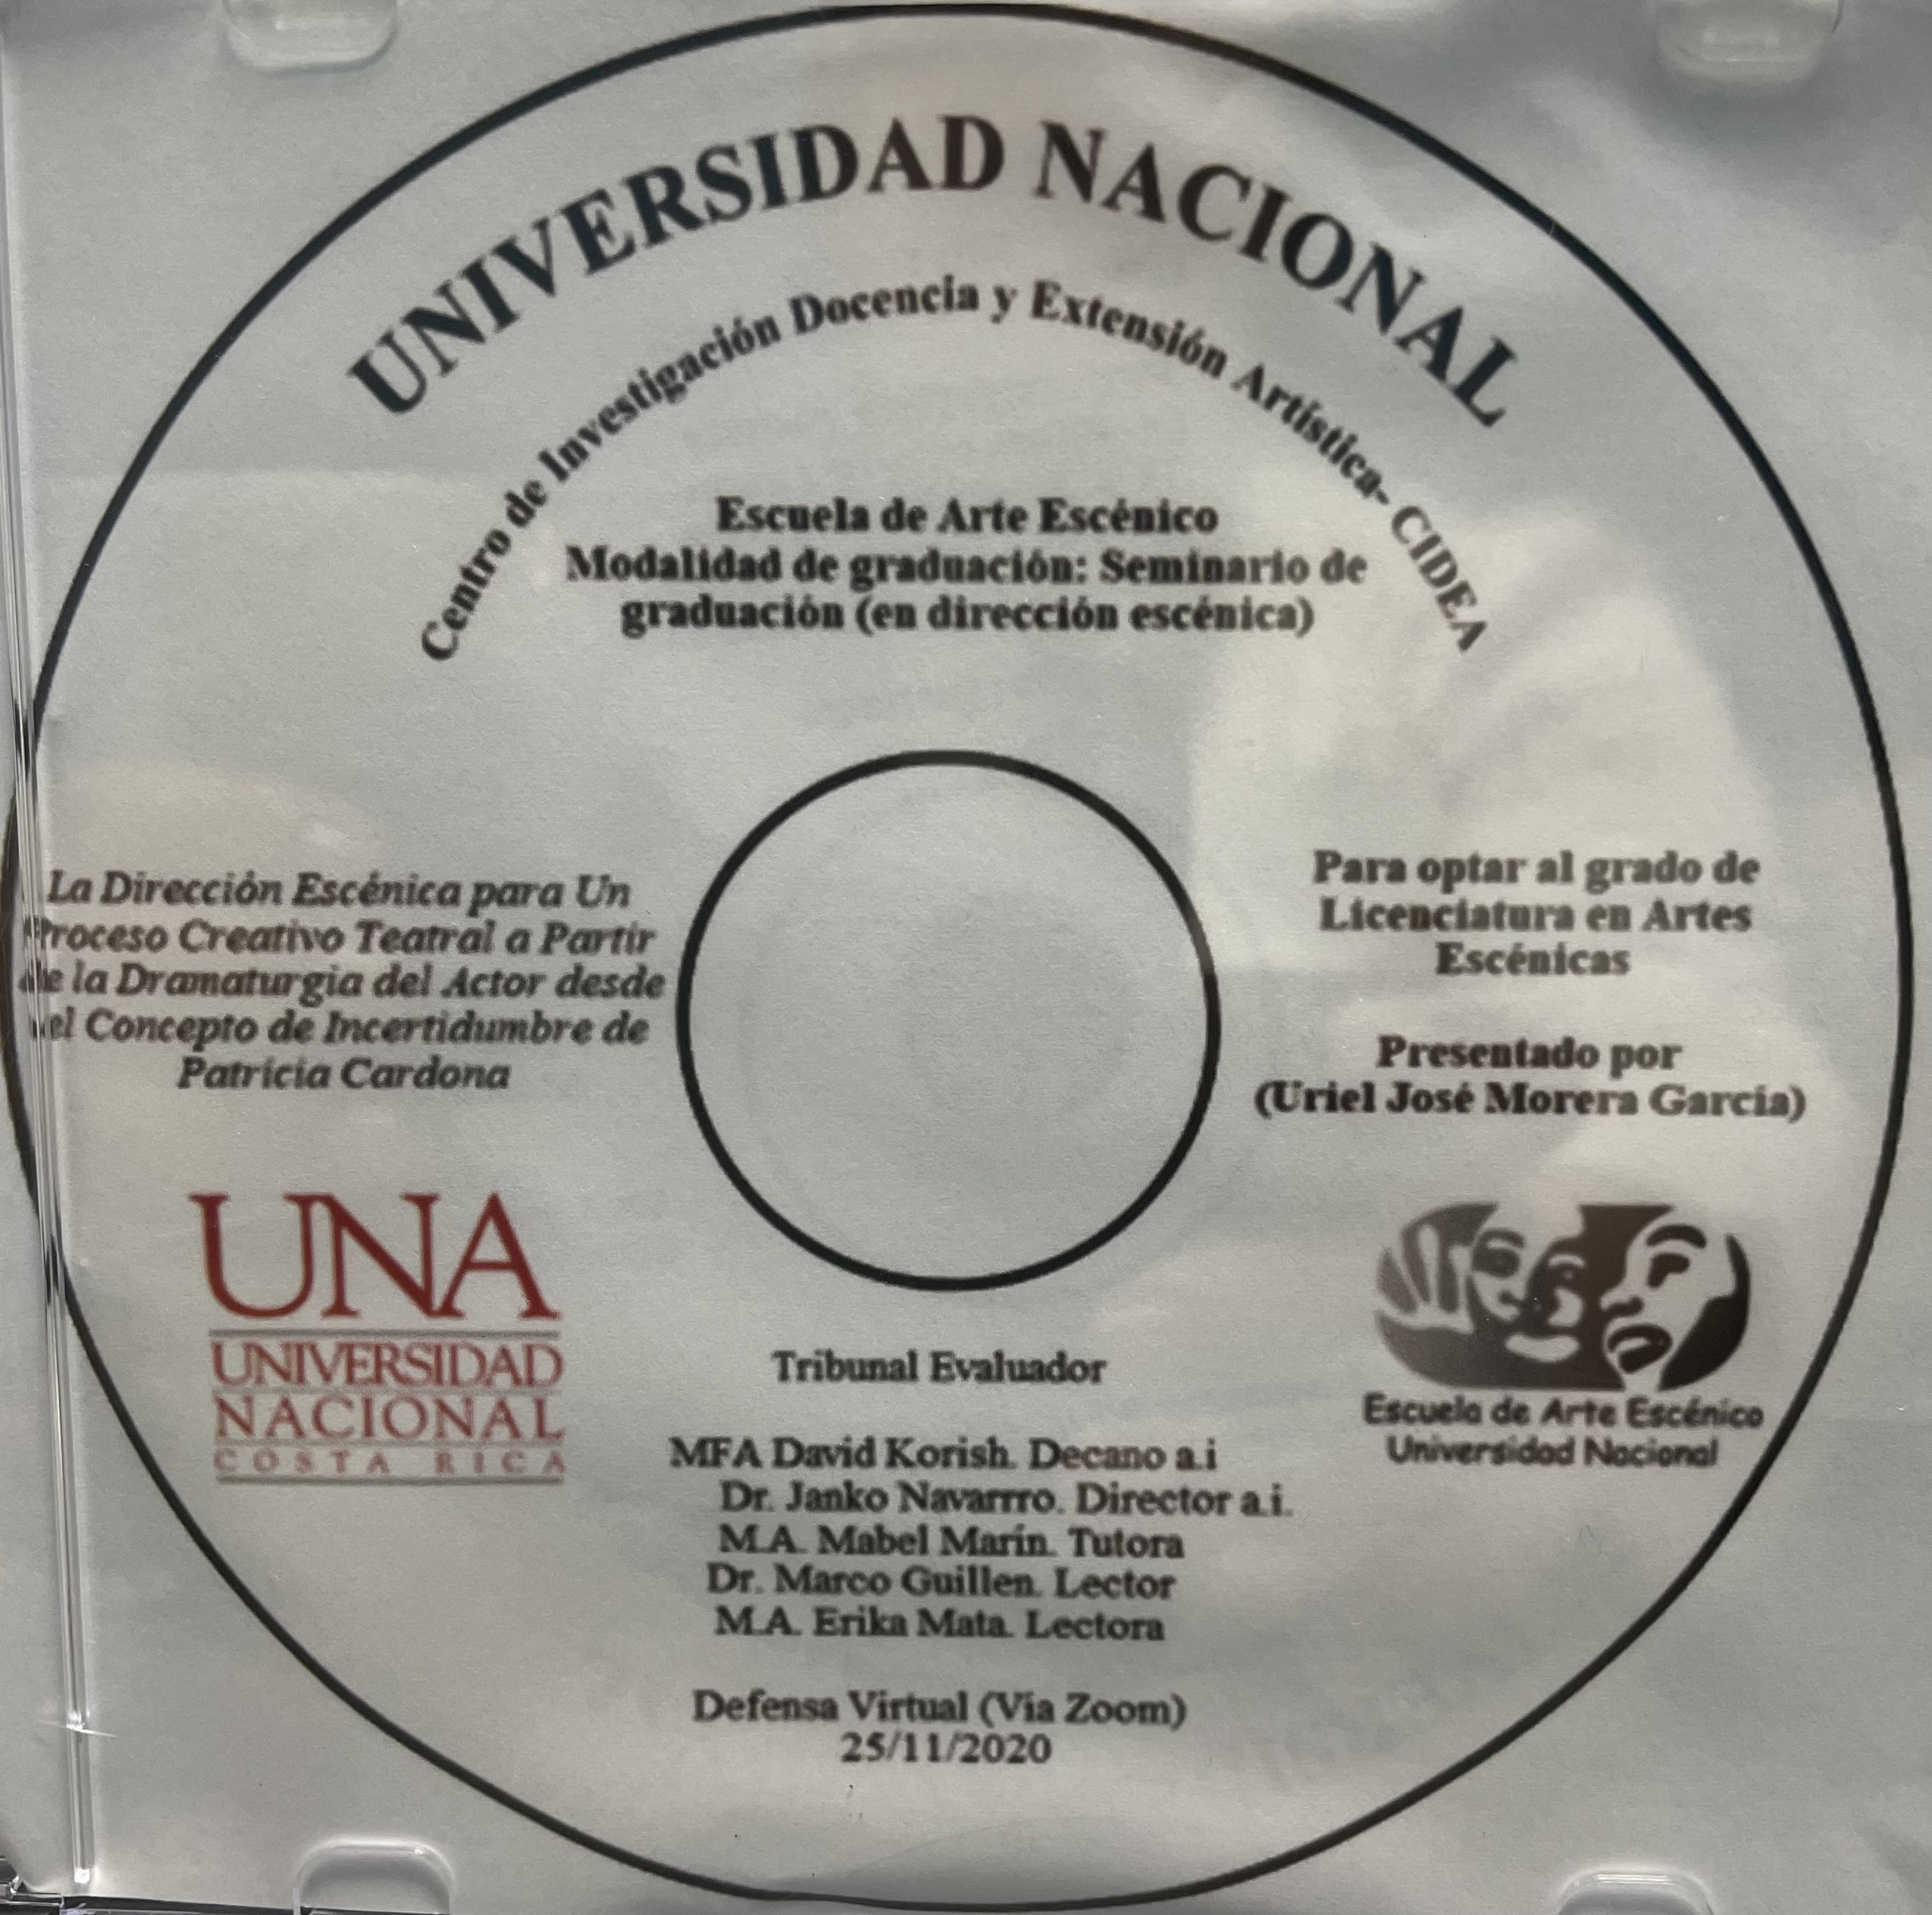 UNIVERSIDAD NACIONAL
Centro de Investigación Docencia y Extensión Artística- CIDEA
Escuela de Arte Escénico
Modalidad de graduación: Seminario de
graduación (en dirección escénica)
La Dirección Escénica para Un
Proceso Creativo Teatral a Partir
de la Dramaturgia del Actor desde
el Concepto de Incertidumbre de
Patricia Cardona
Para optar al grado de
Licenciatura en Artes
Escénicas
Presentado por
(Uriel José Morera García)
UNA
UNIVERSIDAD
NACIONAL
COSTA RICA
Escuela de Arte Escénico
Universidad Nacional
Tribunal Evaluador
MFA David Korish. Decano a.i
Dr. Janko Navarrro. Director a.i.
M.A. Mabel Marín. Tutora
Dr. Marco Guillen. Lector
M.A. Erika Mata. Lectora
Defensa Virtual (Vía Zoom)
25/11/2020